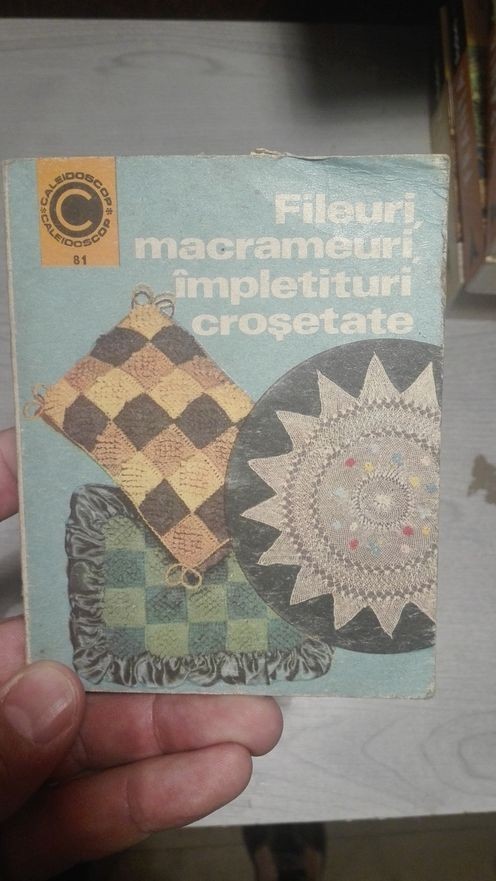 *CALEIDOSCOP*
CALEIDOSCOP
C
81
Fileuri,
macrameuri,
împletituri
croșetate